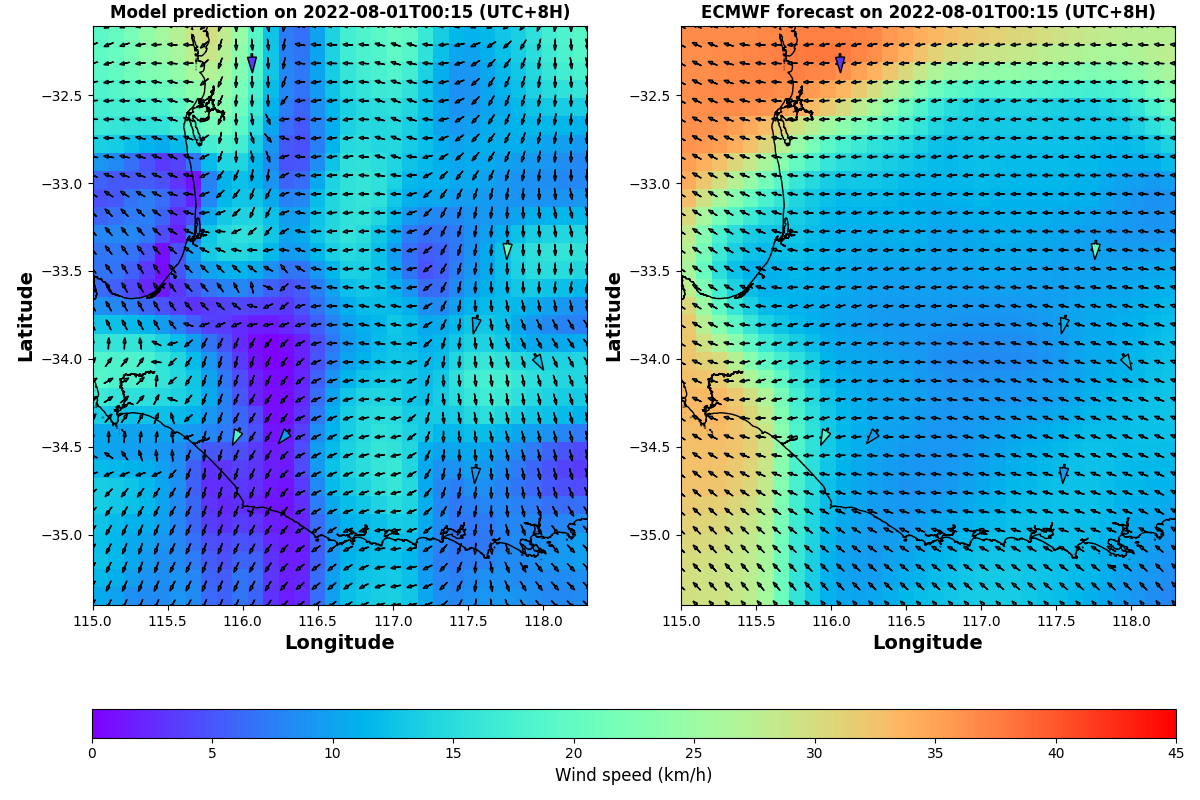 Model prediction on 2022-08-01T00:15 (UTC+8H)
ECMWF forecast on 2022-08-01T00:15 (UTC+8H)
Latitude
−32.5
−33.0
−33.5
−34.0
−34.5
−35.0
115.0 115.5 116.0 116.5 117.0 117.5 118.0
Longitude
Latitude
−32.5
−33.0
−33.5
−34.0
−34.5
−35.0
115.0 115.5 116.0 116.5 117.0 117.5 118.0
Longitude
0 5 10 15 20 25 30 35 40 45
Wind speed (km/h)